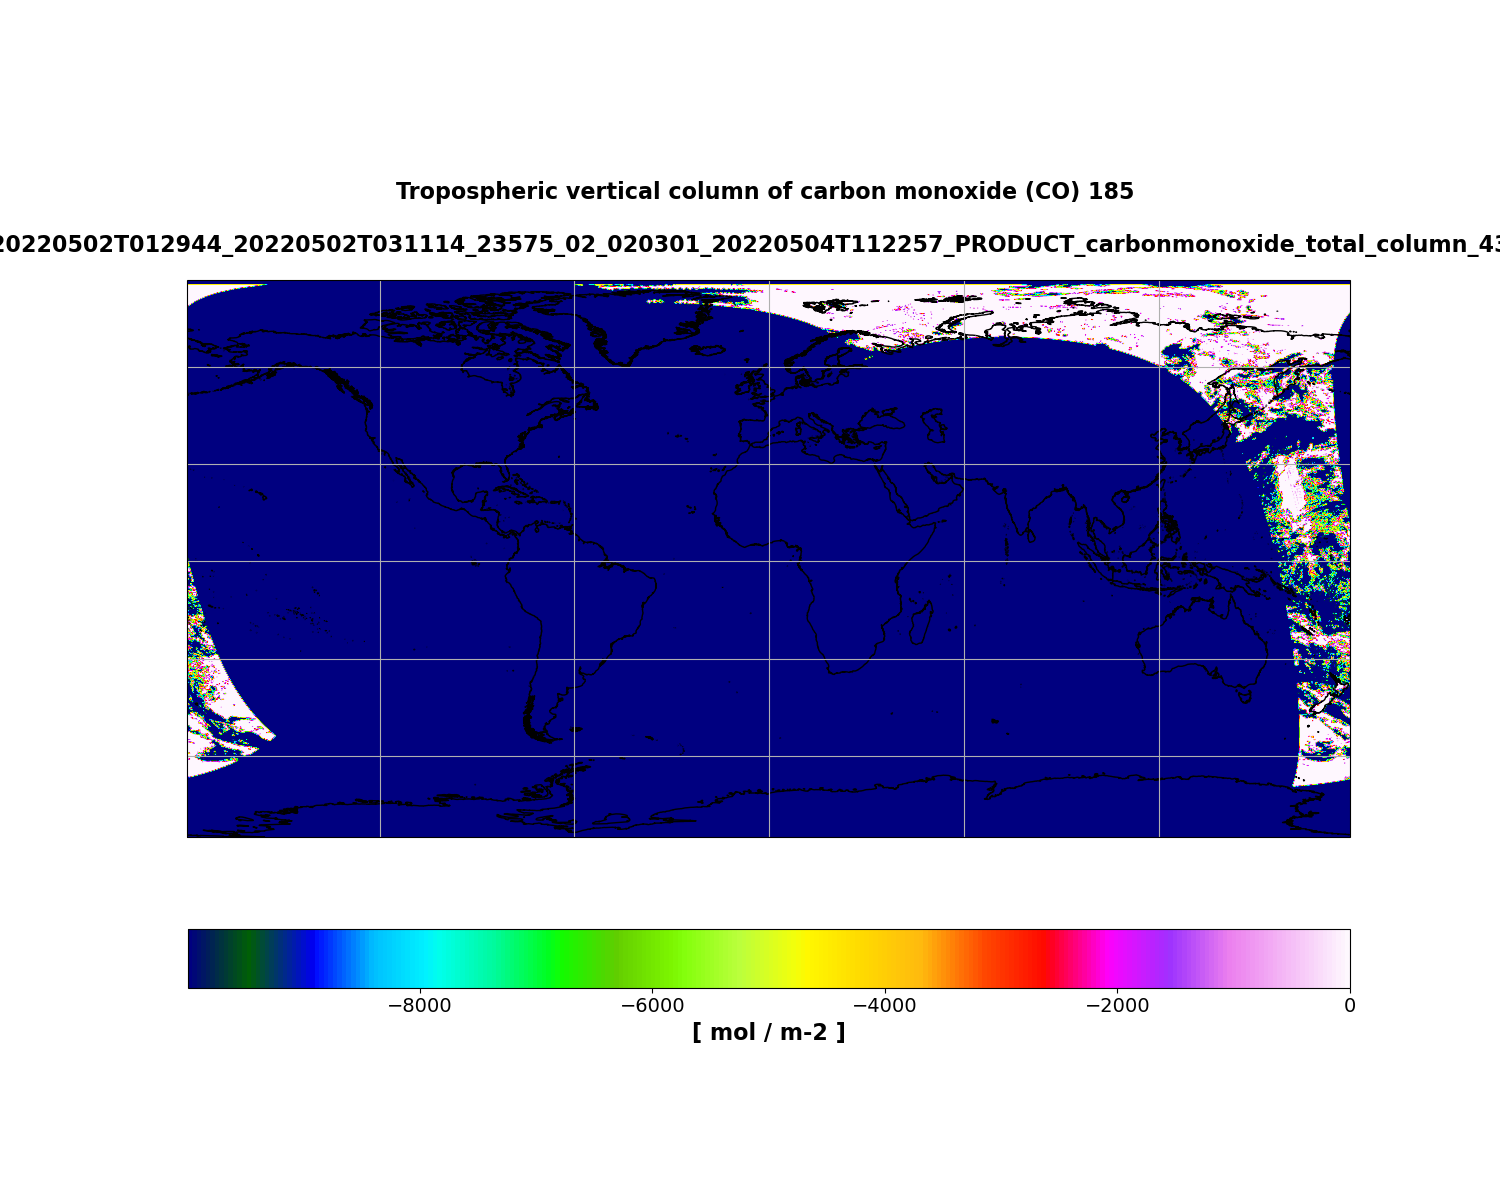 Tropospheric vertical column of carbon monoxide (CO) 185
20220502T012944_20220502T031114_23575_02_020301_20220504T112257_PRODUCT_carbonmonoxide_total_column_43
−8000 −6000 −4000 −2000 0
[ mol / m-2 ]